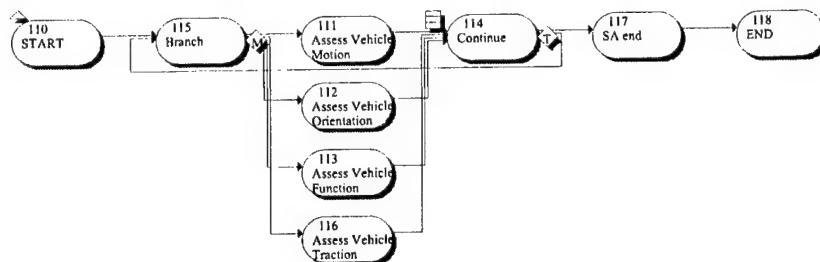 110
START
115
Branch
M
111
Assess Vehicle
Motion
112
Assess Vehicle
Orientation
113
Assess Vehicle
Function
116
Assess Vehicle
Traction
114
Continue
T
117
SA end
118
END